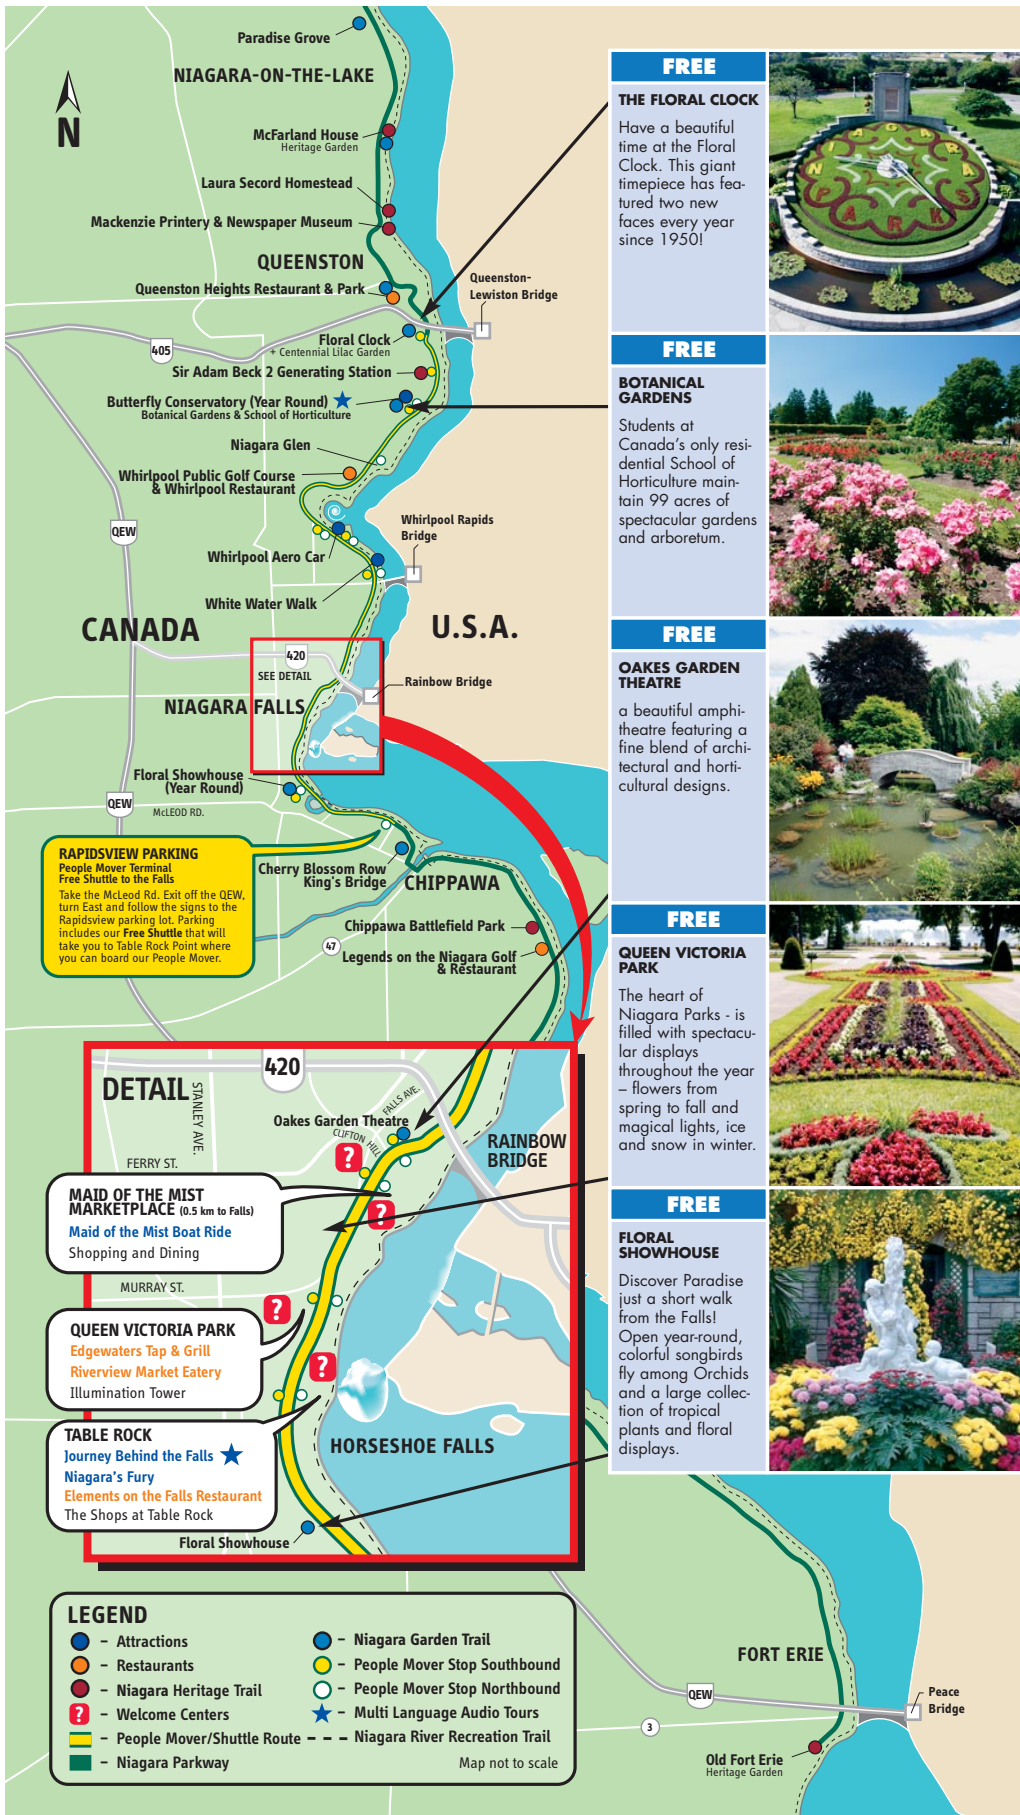 Paradise Grove
NIAGARA-ON-THE-LAKE
N
McFarland House
Heritage Garden
Laura Secord Homestead
Mackenzie Printery & Newspaper Museum
QUEENSTON
Queenston Heights Restaurant & Park
Queenston-
Lewiston Bridge
405
Floral Clock
+ Centennial Lilac Garden
Sir Adam Beck 2 Generating Station
Butterfly Conservatory (Year Round)
Botanical Gardens & School of Horticulture
Niagara Glen
Whirlpool Public Golf Course
& Whirlpool Restaurant
QEW
Whirlpool Rapids
Bridge
Whirlpool Aero Car
White Water Walk
CANADA
U.S.A.
420
SEE DETAIL
Rainbow Bridge
NIAGARA FALLS
Floral Showhouse
(Year Round)
QEW
McLEOD RD.
RAPIDSVIEW PARKING
People Mover Terminal
Free Shuttle to the Falls
Take the McLeod Rd. Exit off the QEW,
turn East and follow the signs to the
Rapidsview parking lot. Parking
includes our Free Shuttle that will
take you to Table Rock Point where
you can board our People Mover.
Cherry Blossom Row
King's Bridge
CHIPPAWA
Chippawa Battlefield Park
47
Legends on the Niagara Golf
& Restaurant
FREE
THE FLORAL CLOCK
Have a beautiful
time at the Floral
Clock. This giant
timepiece has fea-
tured two new
faces every year
since 1950!
NIAGARA
PARKS
FREE
BOTANICAL
GARDENS
Students at
Canada's only resi-
dential School of
Horticulture main-
tain 99 acres of
spectacular gardens
and arboretum.
FREE
OAKES GARDEN
THEATRE
a beautiful amphi-
theatre featuring a
fine blend of archi-
tectural and horti-
cultural designs.
FREE
QUEEN VICTORIA
PARK
The heart of
Niagara Parks - is
filled with spectacu-
lar displays
throughout the year
– flowers from
spring to fall and
magical lights, ice
and snow in winter.
FREE
FLORAL
SHOWHOUSE
Discover Paradise
just a short walk
from the Falls!
Open year-round,
colorful songbirds
fly among Orchids
and a large collec-
tion of tropical
plants and floral
displays.
DETAIL
420
STANLEY AVE.
FALLS AVE.
Oakes Garden Theatre
CLIFTON HILL
FERRY ST.
?
RAINBOW
BRIDGE
MAID OF THE MIST
MARKETPLACE (0.5 km to Falls)
Maid of the Mist Boat Ride
Shopping and Dining
?
MURRAY ST.
?
QUEEN VICTORIA PARK
Edgewaters Tap & Grill
Riverview Market Eatery
Illumination Tower
?
TABLE ROCK
Journey Behind the Falls
Niagara's Fury
Elements on the Falls Restaurant
The Shops at Table Rock
HORSESHOE FALLS
Floral Showhouse
LEGEND
– Attractions
– Restaurants
– Niagara Heritage Trail
? – Welcome Centers
– People Mover/Shuttle Route
– Niagara Parkway
– Niagara Garden Trail
– People Mover Stop Southbound
– People Mover Stop Northbound
– Multi Language Audio Tours
Niagara River Recreation Trail
Map not to scale
FORT ERIE
QEW
3
Peace
Bridge
Old Fort Erie
Heritage Garden